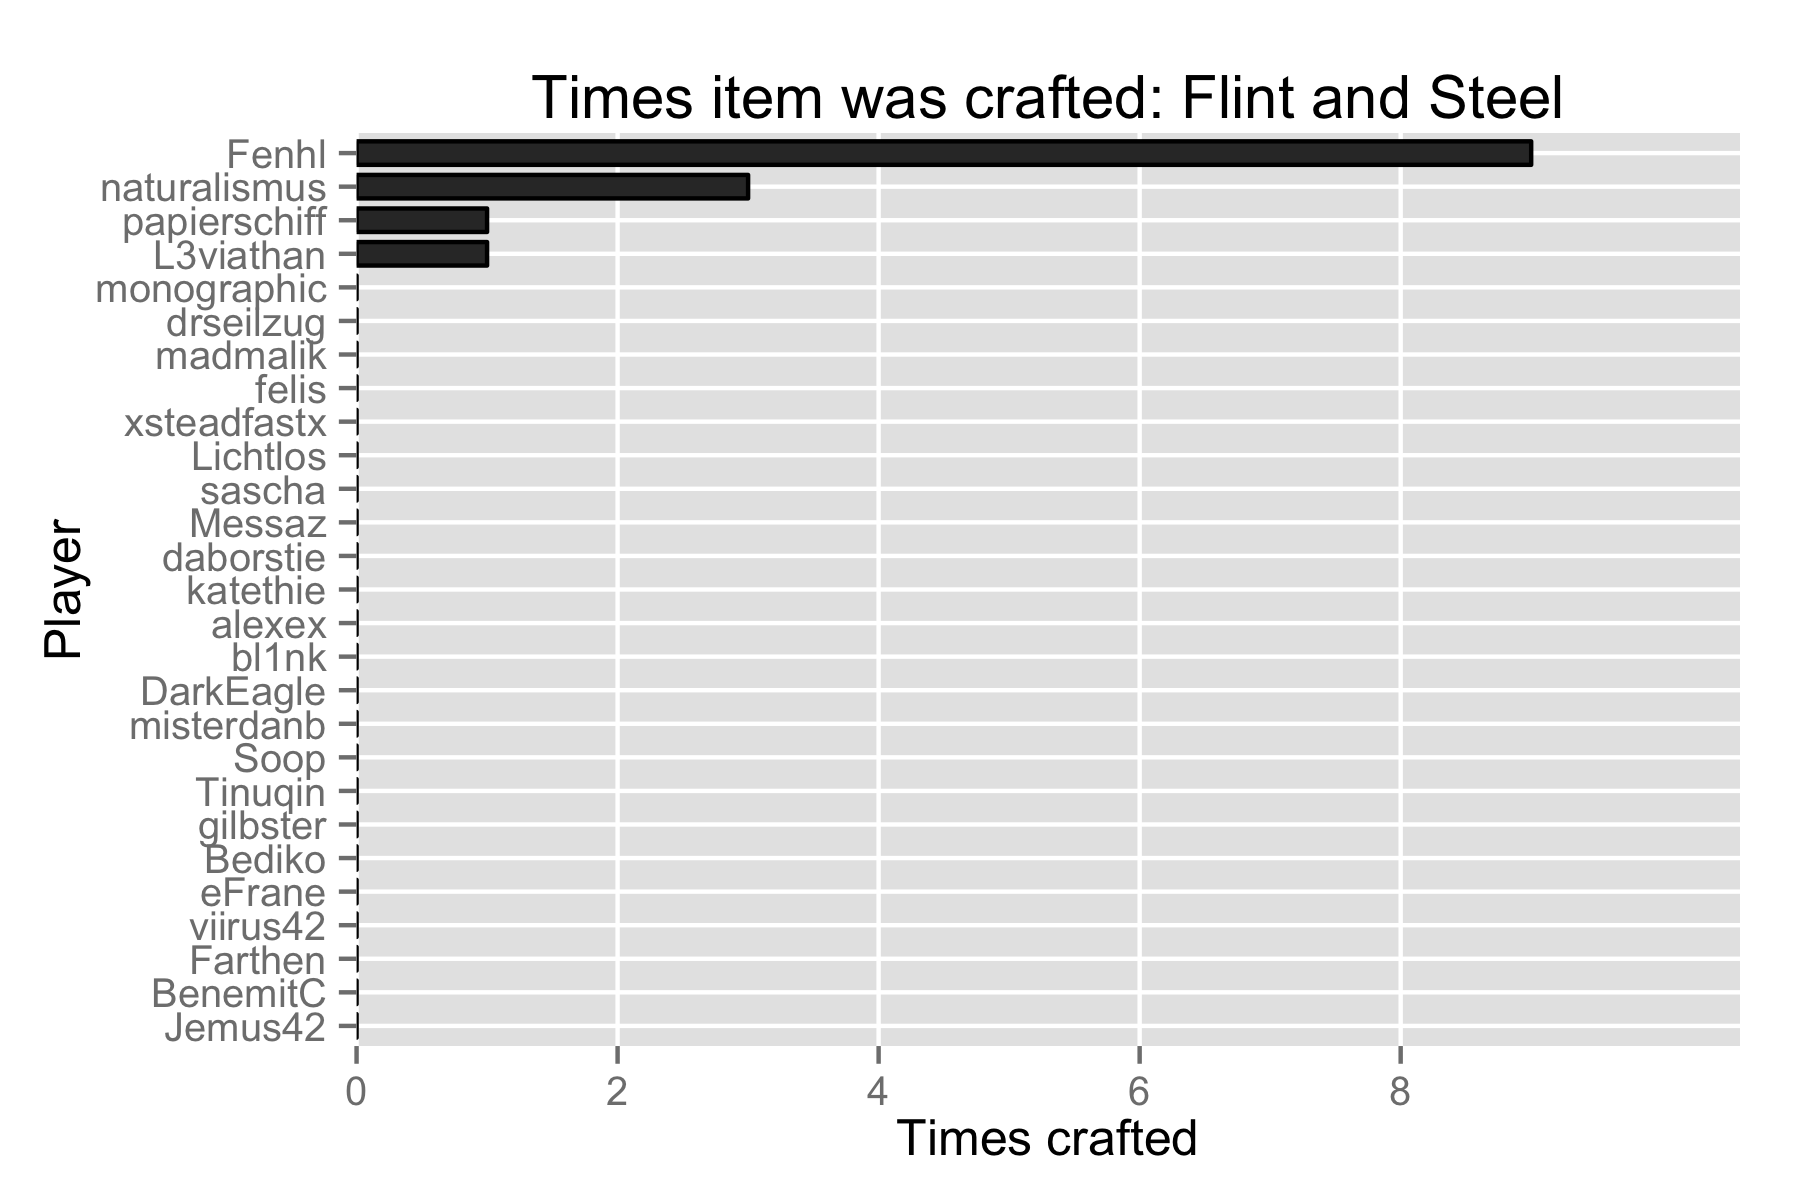 Times item was crafted: Flint and Steel
Fenhl
naturalismus
papierschiff
L3viathan
monographic
drseilzug
madmalik
felis
xsteadfastx
Lichtlos
sascha
Messaz
daborstie
katethie
alexex
bl1nk
DarkEagle
misterdanb
Soop
Tinuqin
gilbster
Bediko
eFrane
viirus42
Farthen
BenemitC
Jemus42
Player
0 2 4 6 8
Times crafted